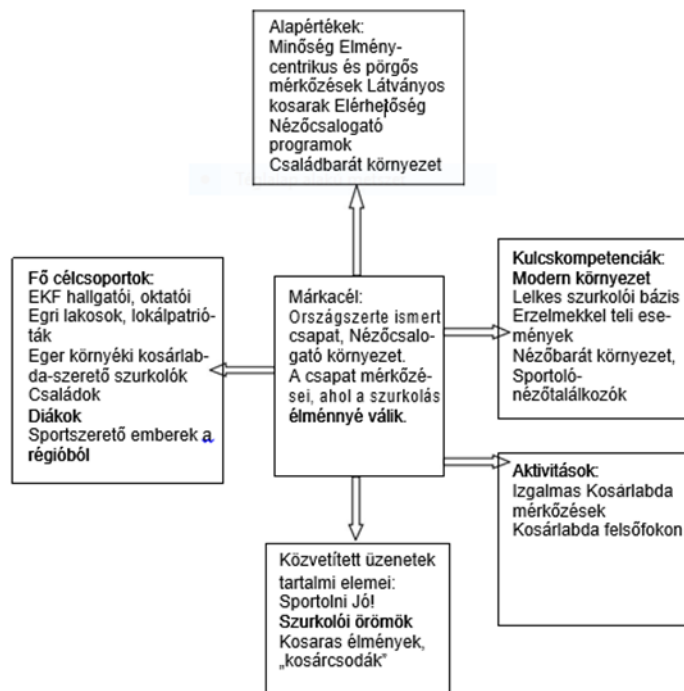 Alapértékek:
Minőség Elmény-
centrikus és pörgős
mérkőzések Látványos
kosarak Elérhetőség
Nézőcsalogató
programok
Családbarát környezet
Fő célcsoportok:
EKF hallgatói, oktatói
Egri lakosok, lokálpatrió-
ták
Eger környéki kosárlab-
da-szerető szurkolók
Családok
Diákok
Sportszerető emberek a
régióból
Márkacél:
Országszerte ismert
csapat, Nézőcsalo-
gató környezet.
A csapat mérkőzé-
sei, ahol a szurkolás
élménnyé válik.
Kulcskompetenciák:
Modern környezet
Lelkes szurkolói bázis
Erzelmekkel teli ese-
mények
Nézőbarát környezet,
Sportoló-
nézőtalálkozók
Aktivitások:
Izgalmas Kosárlabda
mérkőzések
Kosárlabda felsőfokon
Közvetített üzenetek
tartalmi elemei:
Sportolni Jó!
Szurkolói örömök
Kosaras élmények,
„kosárcsodák”